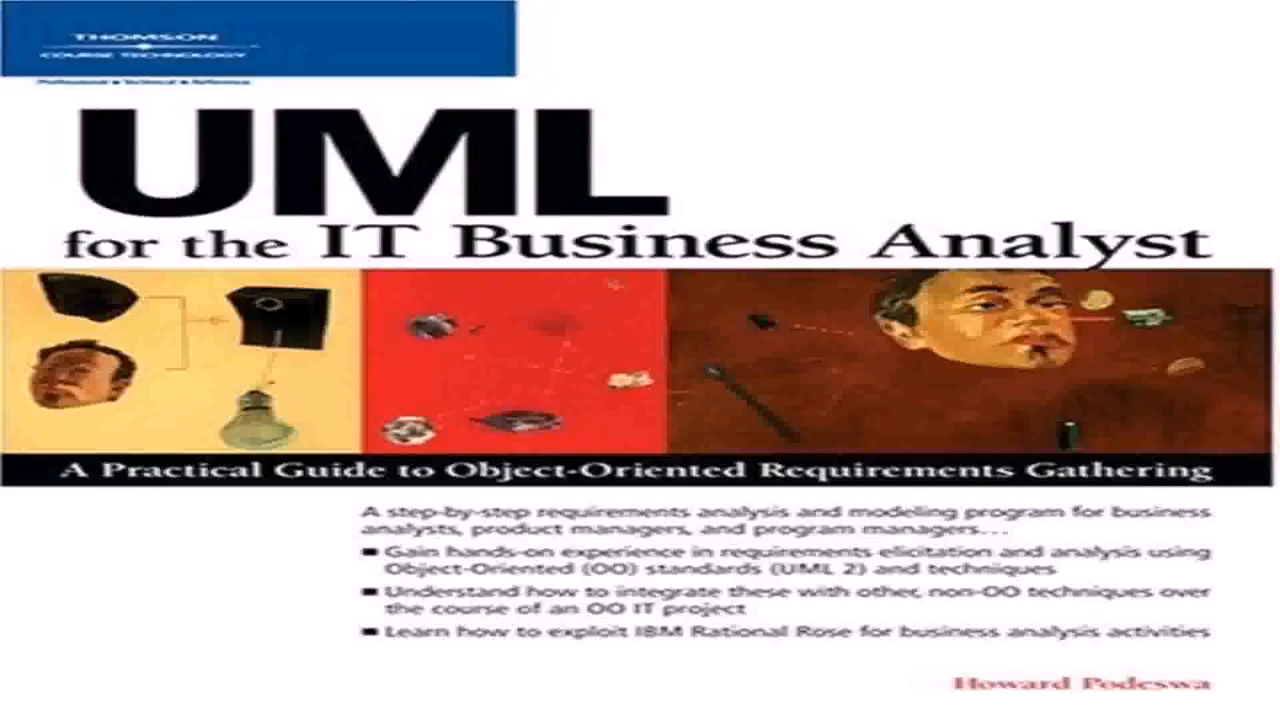 THOMSON
COURSE TECHNOLOGY
Professional ■ Technical ■ Reference
UML
for the IT Business Analyst
A Practical Guide to Object-Oriented Requirements Gathering
A step-by-step requirements analysis and modeling program for business
analysts, product managers, and program managers…
■ Gain hands-on experience in requirements elicitation and analysis using
Object-Oriented (OO) standards (UML 2) and techniques
■ Understand how to integrate these with other, non-OO techniques over
the course of an OO IT project
■ Learn how to exploit IBM Rational Rose for business analysis activities
Howard Podeswa